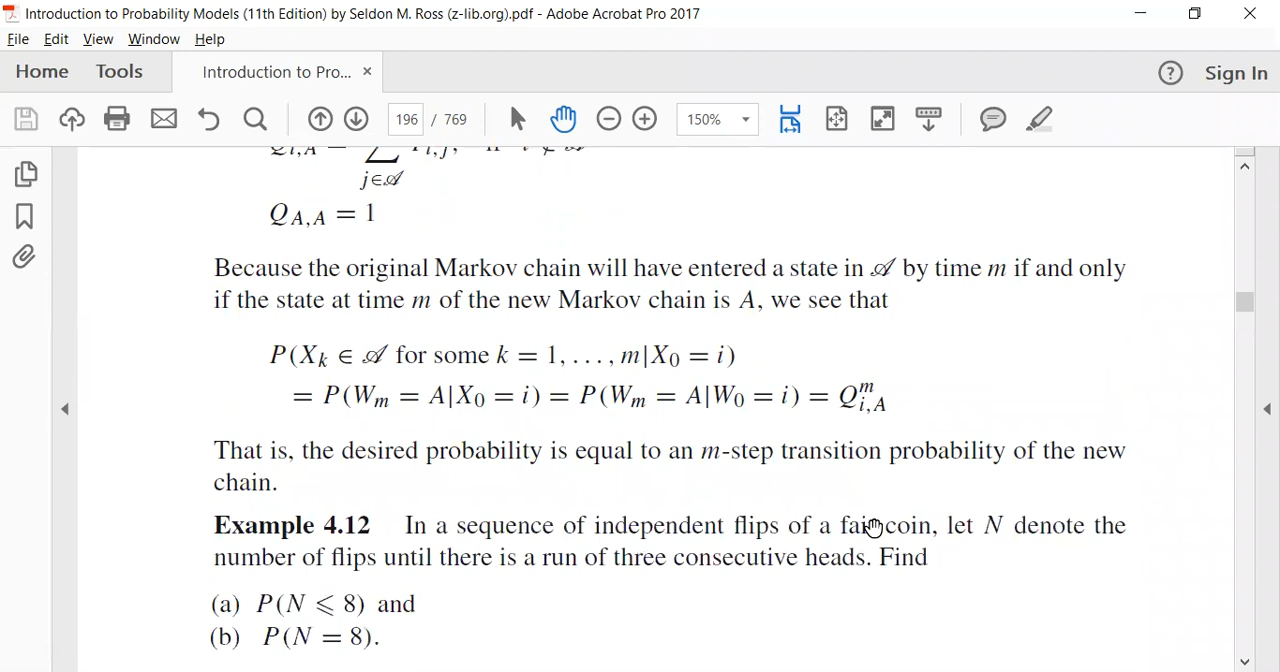 Introduction to Probability Models (11th Edition) by Seldon M. Ross (z-lib.org).pdf - Adobe Acrobat Pro 2017
File Edit View Window Help
Home Tools Introduction to Pro... × ? Sign In
196 / 769 150%
j∈𝒜
Q_{A,A} = 1
Because the original Markov chain will have entered a state in 𝒜 by time m if and only
if the state at time m of the new Markov chain is A, we see that
P(X_k ∈ 𝒜 for some k = 1, . . . , m|X_0 = i)
= P(W_m = A|X_0 = i) = P(W_m = A|W_0 = i) = Q^m_{i,A}
That is, the desired probability is equal to an m-step transition probability of the new
chain.
Example 4.12 In a sequence of independent flips of a fair coin, let N denote the
number of flips until there is a run of three consecutive heads. Find
(a) P(N ⩽ 8) and
(b) P(N = 8).